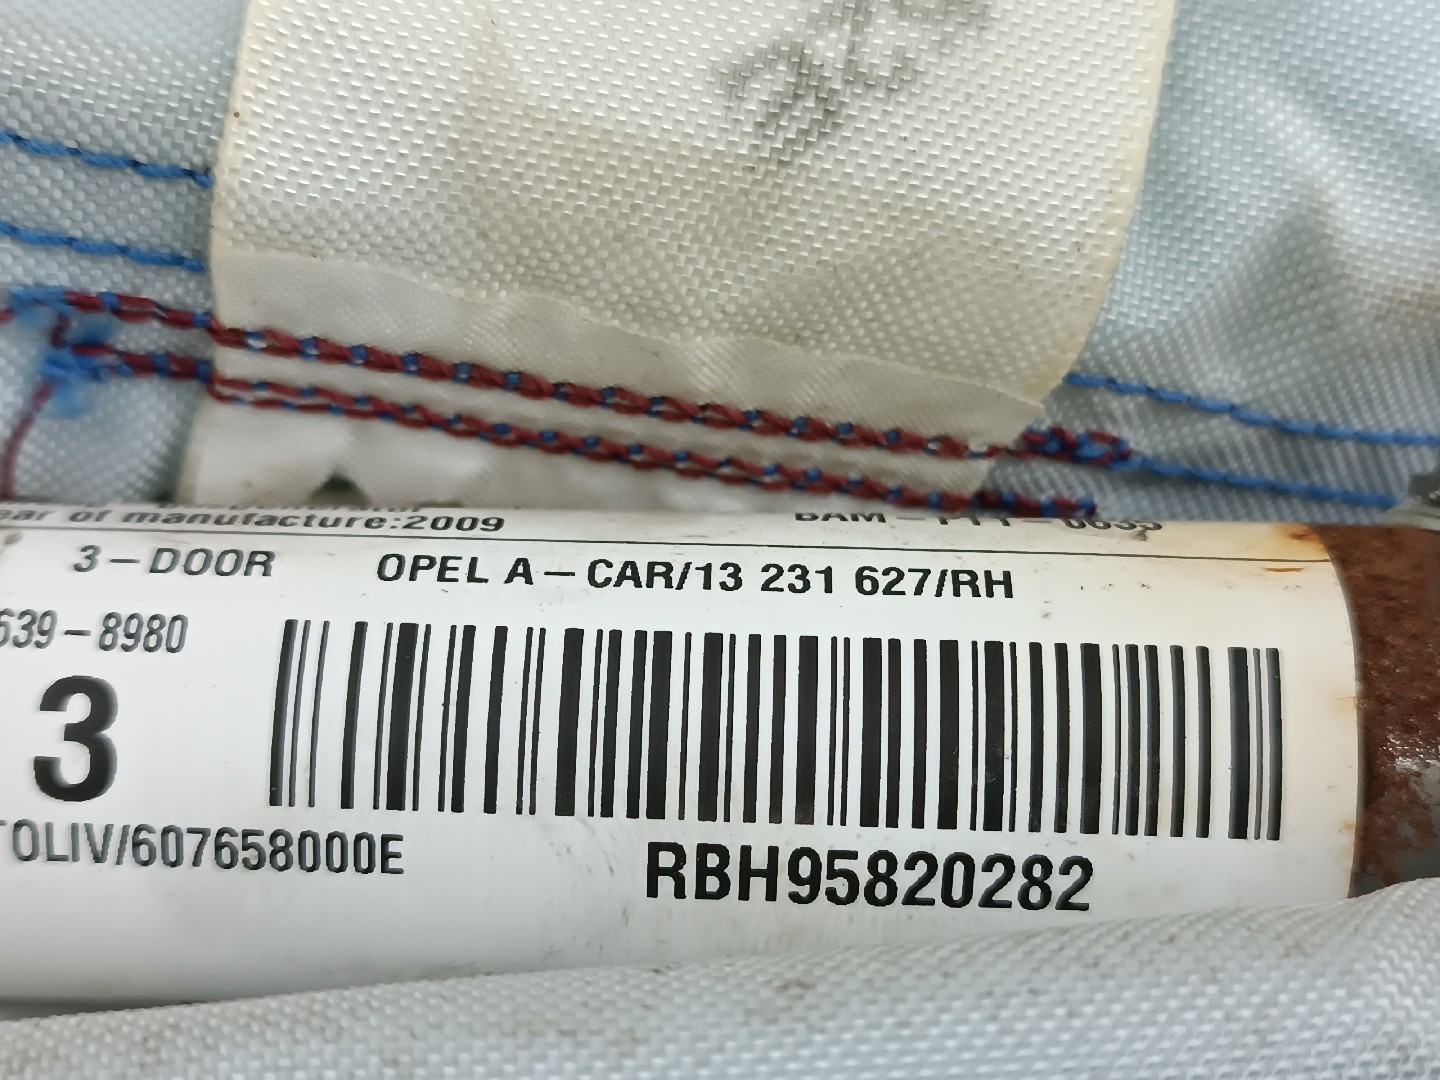 ear of manufacture:2009
3-DOOR OPEL A-CAR/13 231 627/RH
639-8980
3
TOLIV/607658000E
RBH95820282